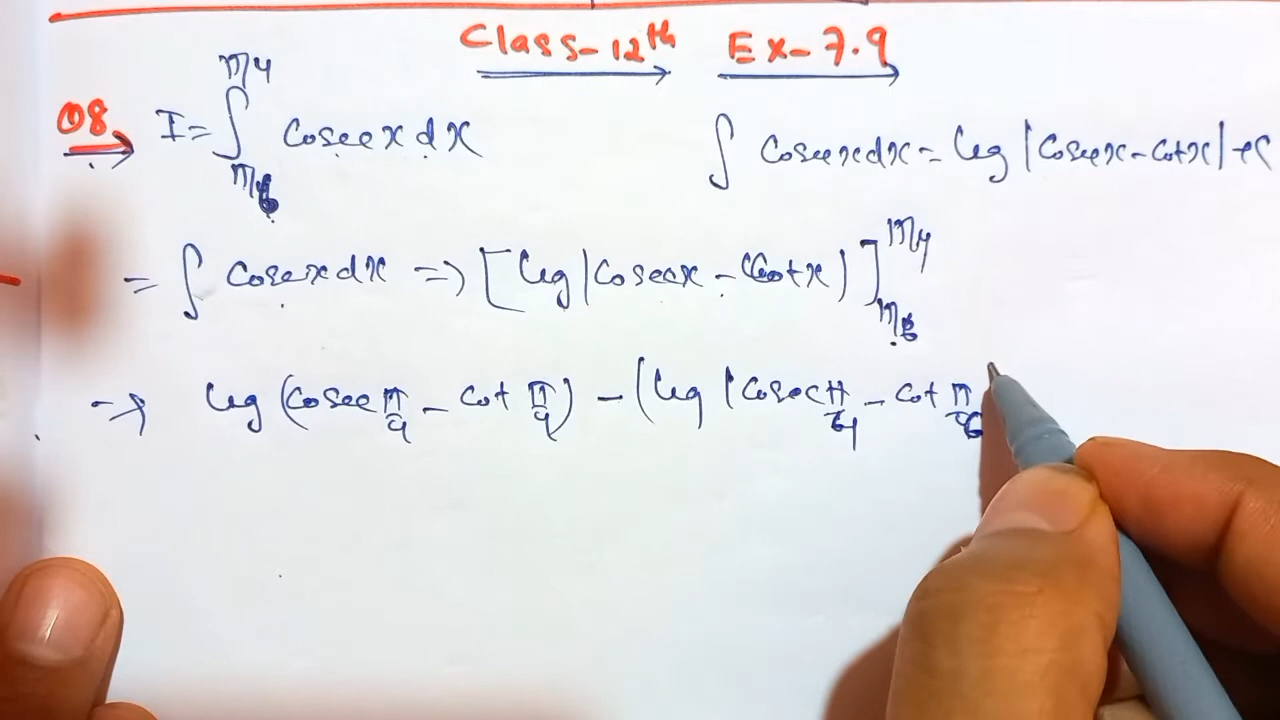 Class-12th Ex-7.9
Q8 I = ∫_{π/6}^{π/4} Cosec x dx
∫ Cosec x dx = log |Cosec x - Cot x| + C
= ∫ Cosec x dx => [log |Cosec x - Cot x)]_{π/6}^{π/4}
→ log (Cosec π/4 - Cot π/4) - (log |Cosec π/6 - Cot π/6